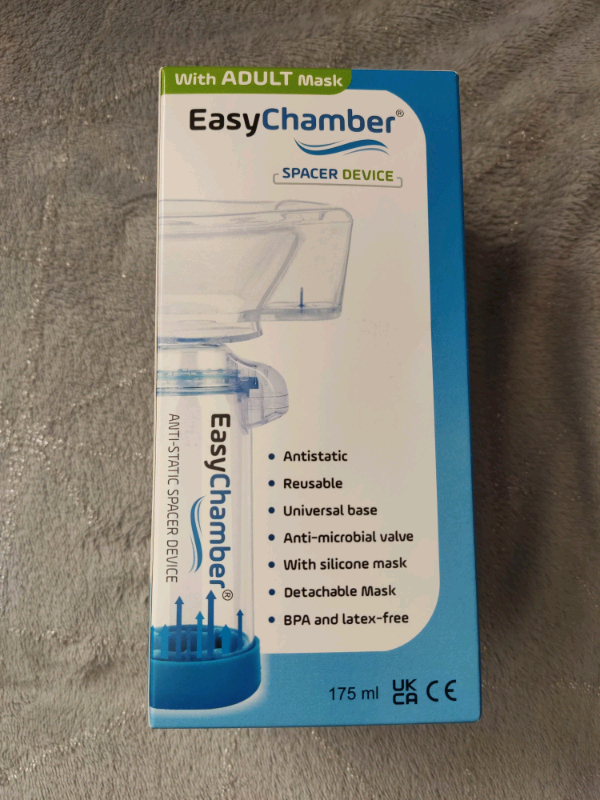 With ADULT Mask
EasyChamber®
SPACER DEVICE
EasyChamber®
ANTI-STATIC SPACER DEVICE
• Antistatic
• Reusable
• Universal base
• Anti-microbial valve
• With silicone mask
• Detachable Mask
• BPA and latex-free
175 ml UK CA CE